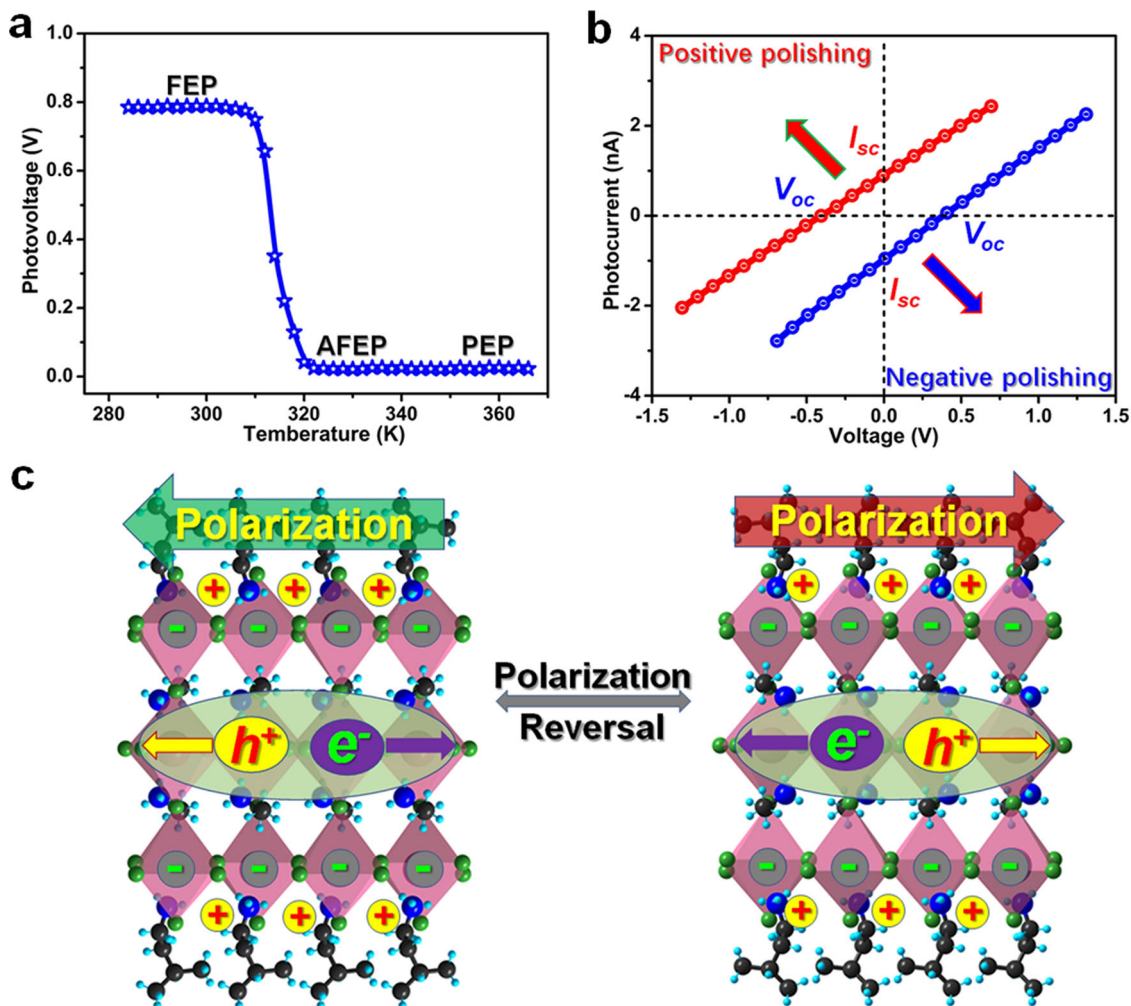 a
1.0
0.8
0.6
0.4
0.2
0.0
Photovoltage (V)
FEP
AFEP
PEP
280
300
320
340
360
Temberature (K)
b
4
2
0
-2
-4
Photocurrent (nA)
Positive polishing
Isc
Voc
Voc
Isc
Negative polishing
-1.5
-1.0
-0.5
0.0
0.5
1.0
1.5
Voltage (V)
c
Polarization
+ + +
- - - -
h+ e-
- - - -
+ + +
Polarization
Reversal
Polarization
+ + +
- - - -
e- h+
- - - -
+ + +